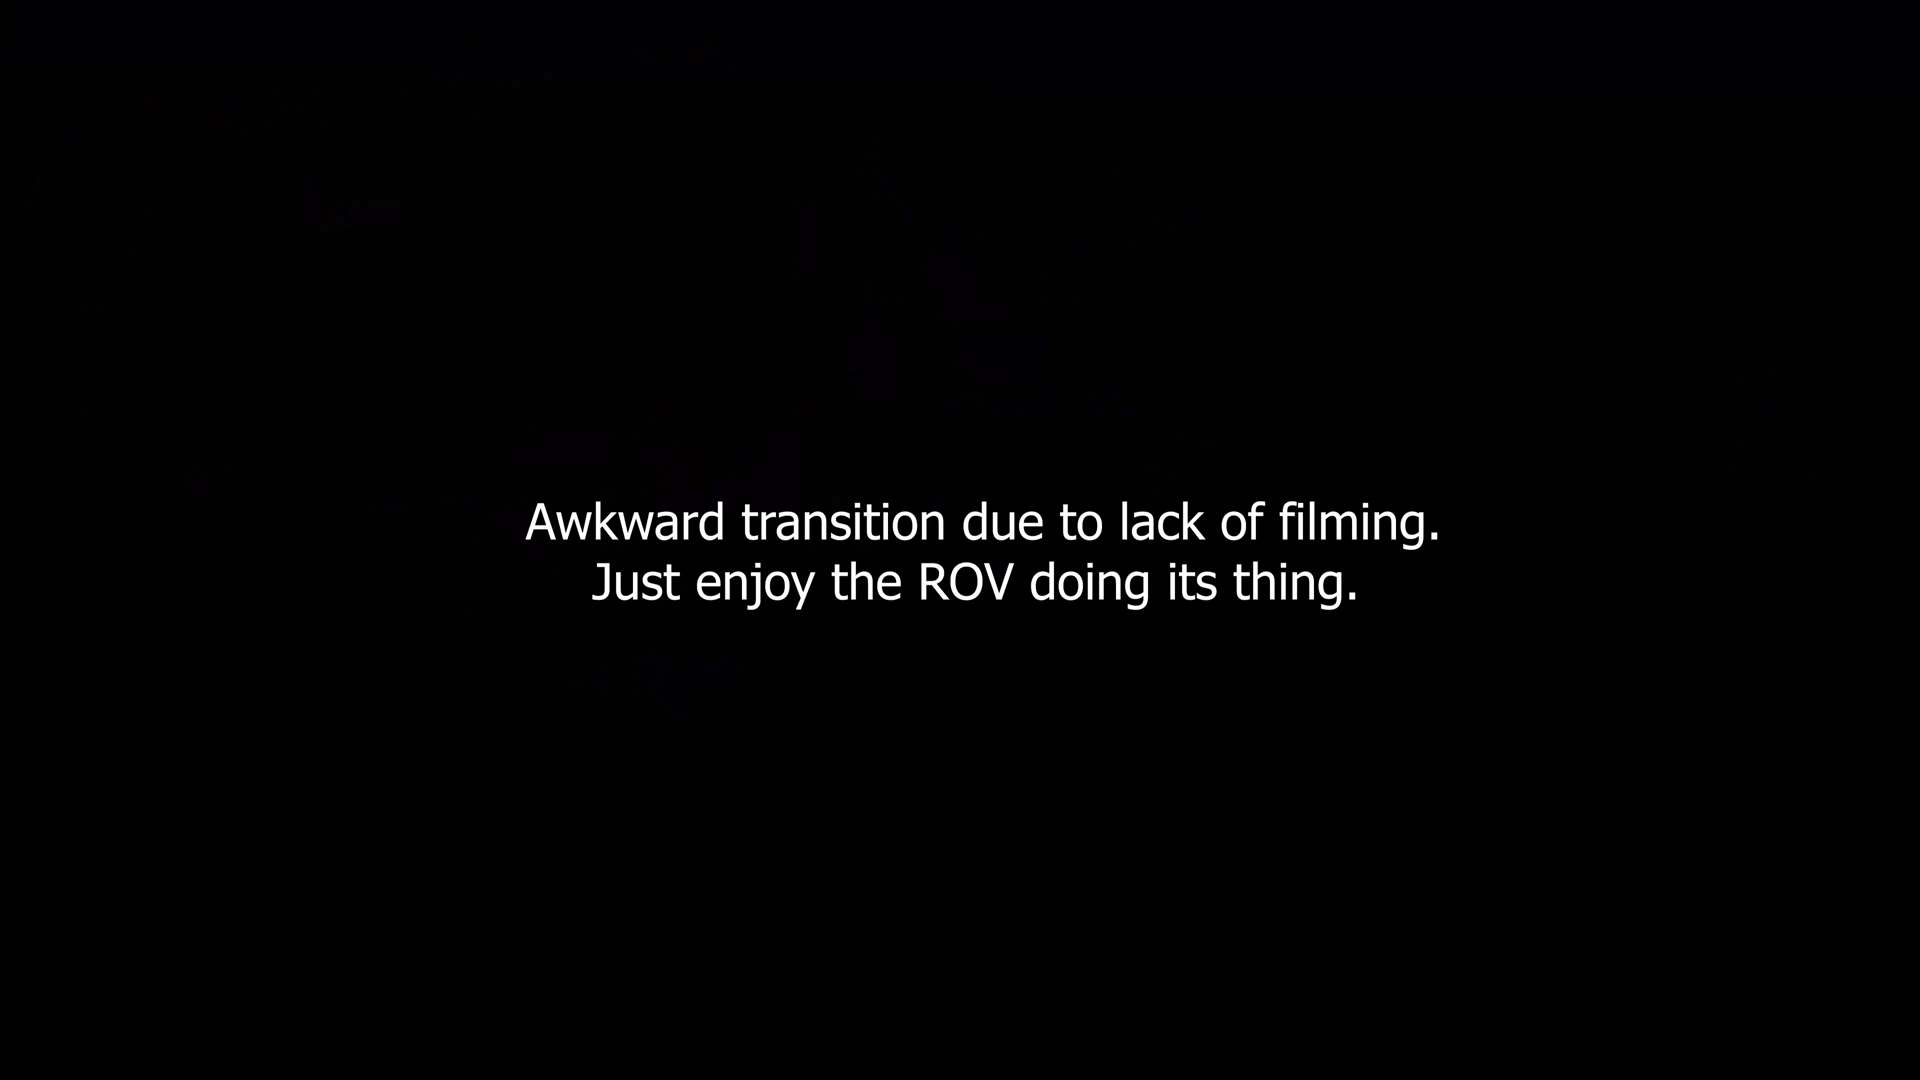 Awkward transition due to lack of filming.
Just enjoy the ROV doing its thing.